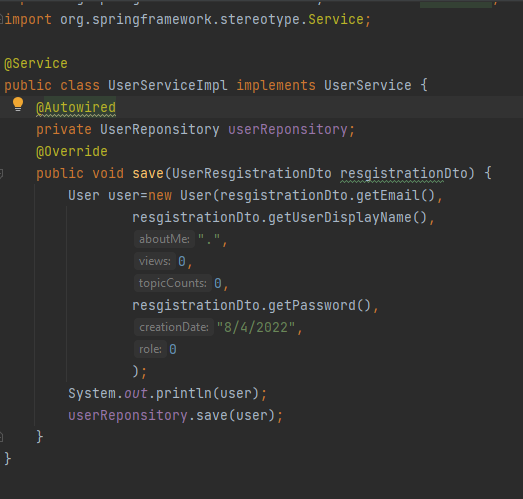 import org.springframework.stereotype.Service;
@Service
public class UserServiceImpl implements UserService {
@Autowired
private UserReponsitory userReponsitory;
@Override
public void save(UserResgistrationDto resgistrationDto) {
User user=new User(resgistrationDto.getEmail(),
resgistrationDto.getUserDisplayName(),
aboutMe: ".",
views: 0,
topicCounts: 0,
resgistrationDto.getPassword(),
creationDate: "8/4/2022",
role: 0
);
System.out.println(user);
userReponsitory.save(user);
}
}